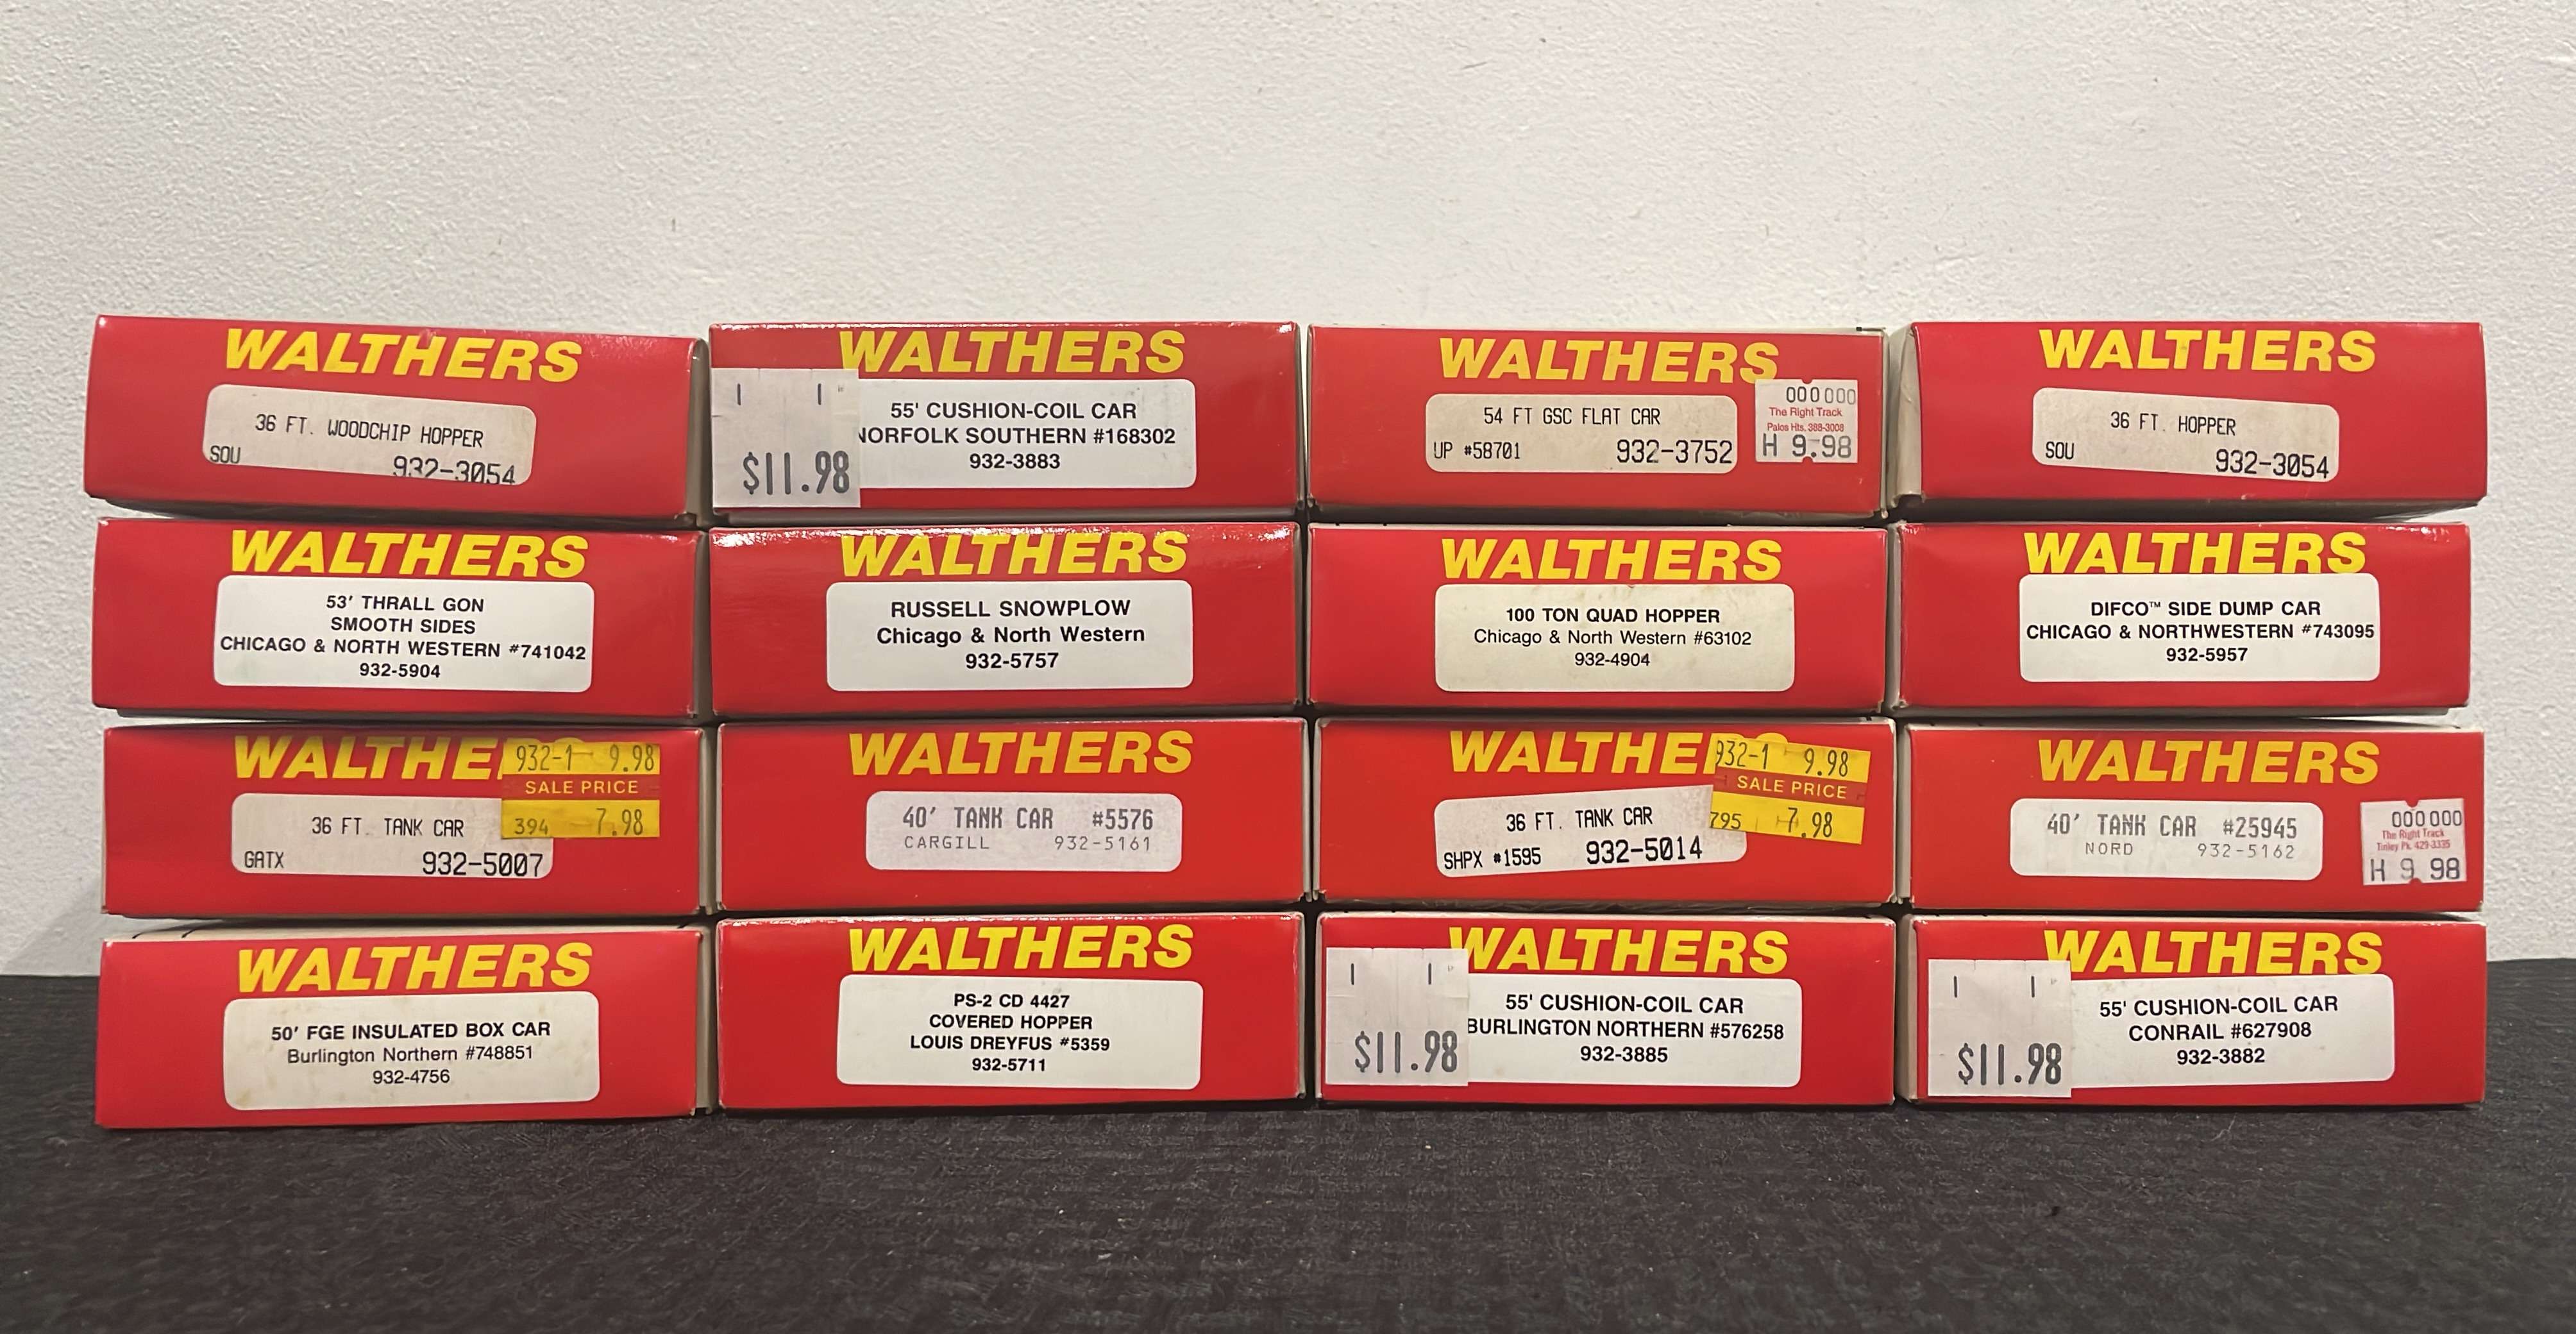 WALTHERS
36 FT. WOODCHIP HOPPER
SOU 932-3054
WALTHERS
55' CUSHION-COIL CAR
NORFOLK SOUTHERN #168302
932-3883
$11.98
WALTHERS
54 FT GSC FLAT CAR
UP #58701 932-3752
000000
The Right Track
Palos Hts. 388-3008
H 9.98
WALTHERS
36 FT. HOPPER
SOU 932-3054
WALTHERS
53' THRALL GON
SMOOTH SIDES
CHICAGO & NORTH WESTERN #741042
932-5904
WALTHERS
RUSSELL SNOWPLOW
Chicago & North Western
932-5757
WALTHERS
100 TON QUAD HOPPER
Chicago & North Western #63102
932-4904
WALTHERS
DIFCO™ SIDE DUMP CAR
CHICAGO & NORTHWESTERN #743095
932-5957
WALTHE
932-1 9.98
SALE PRICE
394 7.98
36 FT. TANK CAR
GATX 932-5007
WALTHERS
40' TANK CAR #5576
CARGILL 932-5161
WALTHE
932-1 9.98
SALE PRICE
795 7.98
36 FT. TANK CAR
SHPX #1595 932-5014
WALTHERS
40' TANK CAR #25945
NORD 932-5162
000000
The Right Track
Tinley Pk. 429-3335
H 9 98
WALTHERS
50' FGE INSULATED BOX CAR
Burlington Northern #748851
932-4756
WALTHERS
PS-2 CD 4427
COVERED HOPPER
LOUIS DREYFUS #5359
932-5711
WALTHERS
55' CUSHION-COIL CAR
BURLINGTON NORTHERN #576258
932-3885
$11.98
WALTHERS
55' CUSHION-COIL CAR
CONRAIL #627908
932-3882
$11.98